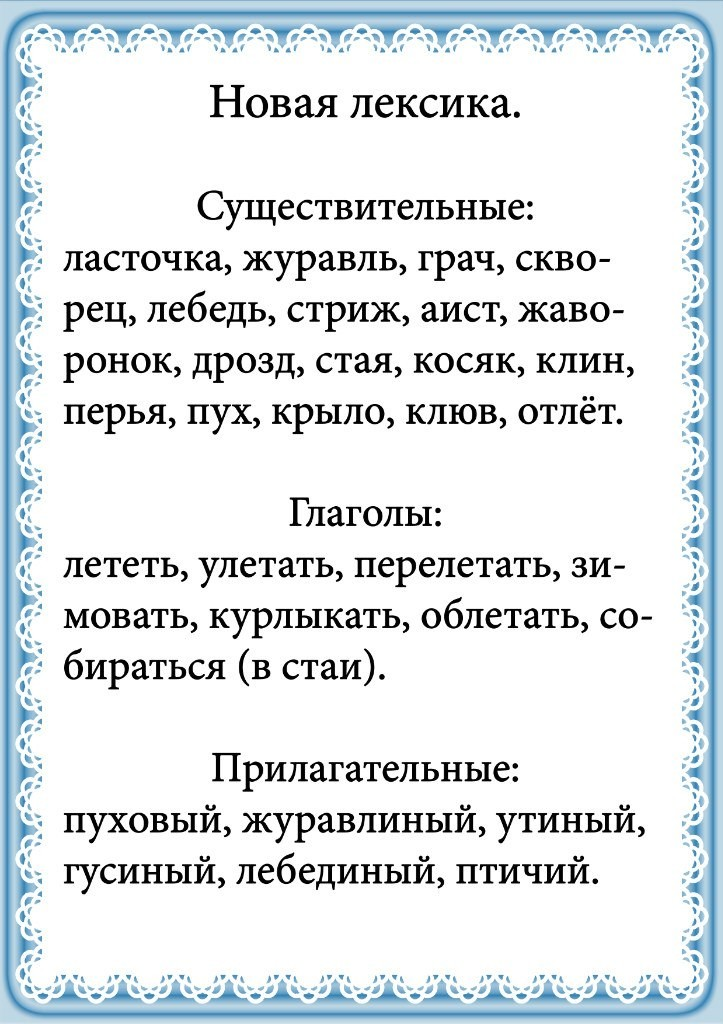 Новая лексика.
Существительные:
ласточка, журавль, грач, скво-
рец, лебедь, стриж, аист, жаво-
ронок, дрозд, стая, косяк, клин,
перья, пух, крыло, клюв, отлёт.
Глаголы:
лететь, улетать, перелетать, зи-
мовать, курлыкать, облетать, со-
бираться (в стаи).
Прилагательные:
пуховый, журавлиный, утиный,
гусиный, лебединый, птичий.